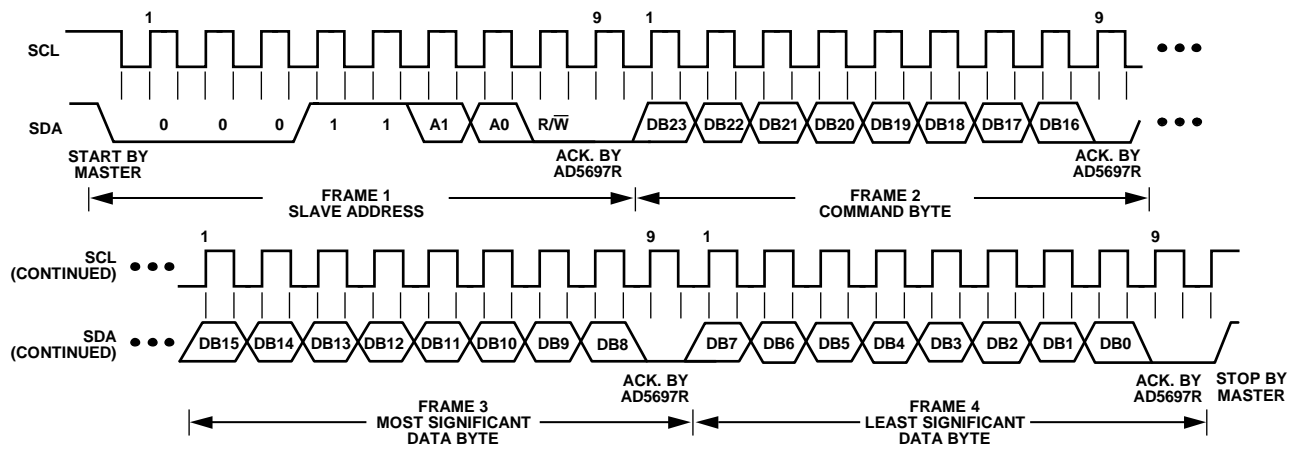 1 9 1 9
SCL
SDA 0 0 0 1 1 A1 A0 R/W̅ DB23 DB22 DB21 DB20 DB19 DB18 DB17 DB16
START BY
MASTER
ACK. BY
AD5697R
ACK. BY
AD5697R
FRAME 1
SLAVE ADDRESS
FRAME 2
COMMAND BYTE
1 9 1 9
SCL
(CONTINUED)
SDA
(CONTINUED)
DB15 DB14 DB13 DB12 DB11 DB10 DB9 DB8 DB7 DB6 DB5 DB4 DB3 DB2 DB1 DB0
ACK. BY
AD5697R
ACK. BY
AD5697R
STOP BY
MASTER
FRAME 3
MOST SIGNIFICANT
DATA BYTE
FRAME 4
LEAST SIGNIFICANT
DATA BYTE